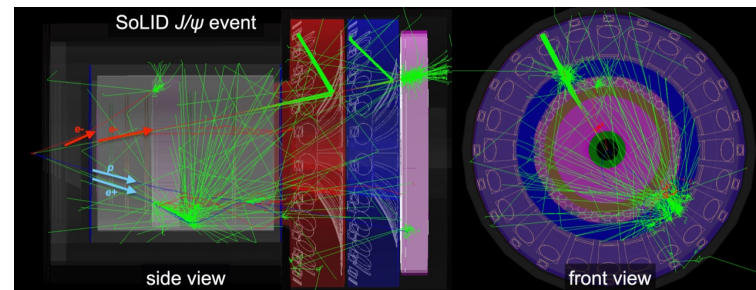 SoLID J/ψ event
e-
e-
p
e+
side view
front view